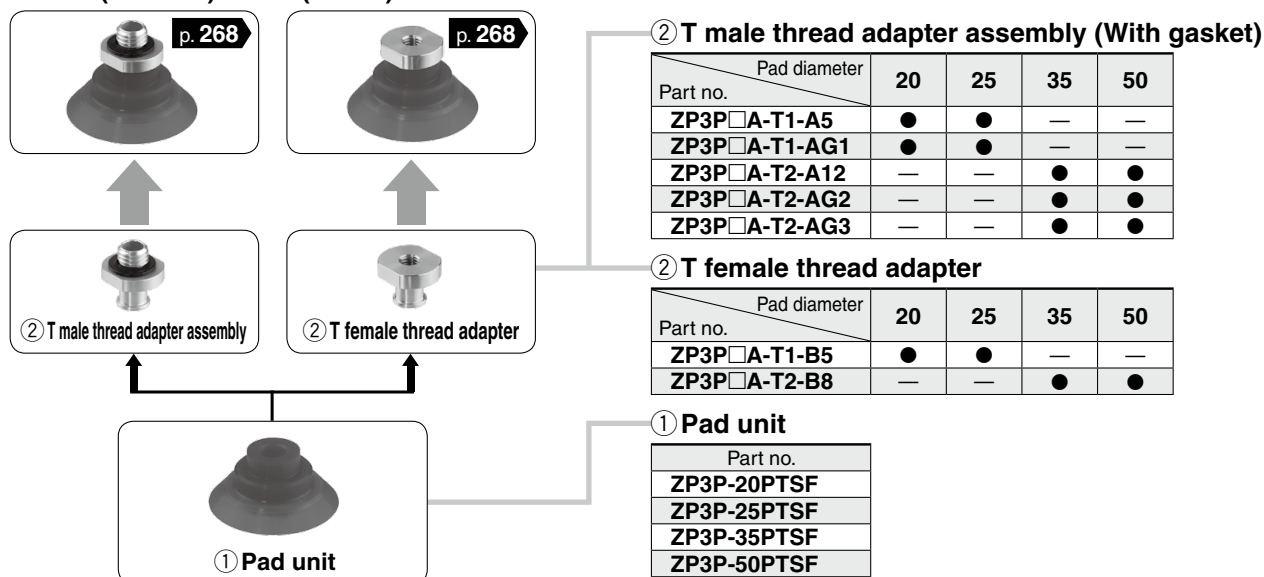 p. 268
p. 268
② T male thread adapter assembly
② T female thread adapter
① Pad unit
② T male thread adapter assembly (With gasket)
Pad diameter
Part no. 20 25 35 50
ZP3P□A-T1-A5 ● ● — —
ZP3P□A-T1-AG1 ● ● — —
ZP3P□A-T2-A12 — — ● ●
ZP3P□A-T2-AG2 — — ● ●
ZP3P□A-T2-AG3 — — ● ●
② T female thread adapter
Pad diameter
Part no. 20 25 35 50
ZP3P□A-T1-B5 ● ● — —
ZP3P□A-T2-B8 — — ● ●
① Pad unit
Part no.
ZP3P-20PTSF
ZP3P-25PTSF
ZP3P-35PTSF
ZP3P-50PTSF